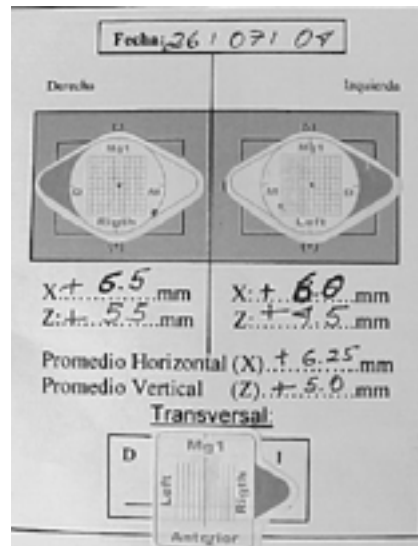 Fecha: 26 / 07 / 04
Derecho Izquierda
(-) (-)
Mg1 Mg1
D M M D
Rigth Left
(+) (+)
X: + 6.5 mm X: + 6.0 mm
Z: + 5.5 mm Z: + 4.5 mm
Promedio Horizontal (X) + 6.25 mm
Promedio Vertical (Z) + 5.0 mm
Transversal:
D Mg1 I
Left Rigth
Anterior